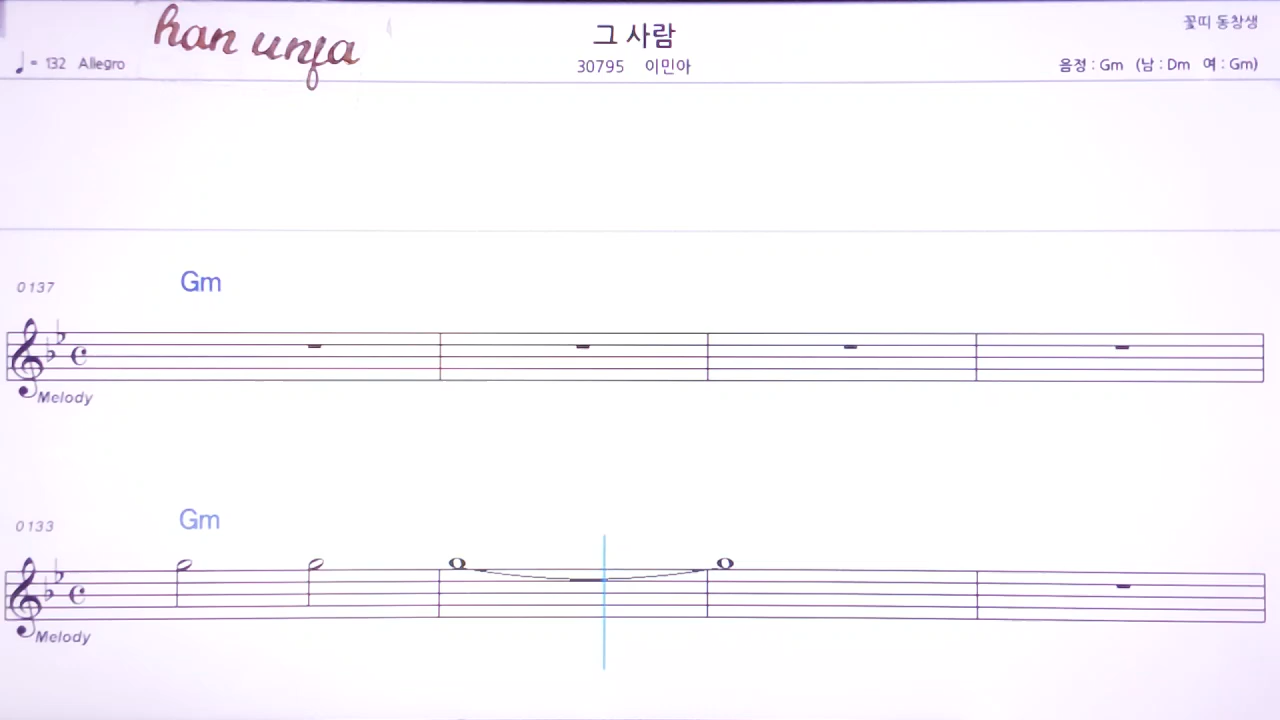 han unfa
그 사람
꽃띠 동창생
♩= 132 Allegro
30795 이민아
음정 : Gm (남 : Dm 여 : Gm)
0137
Gm
Melody
0133
Gm
Melody